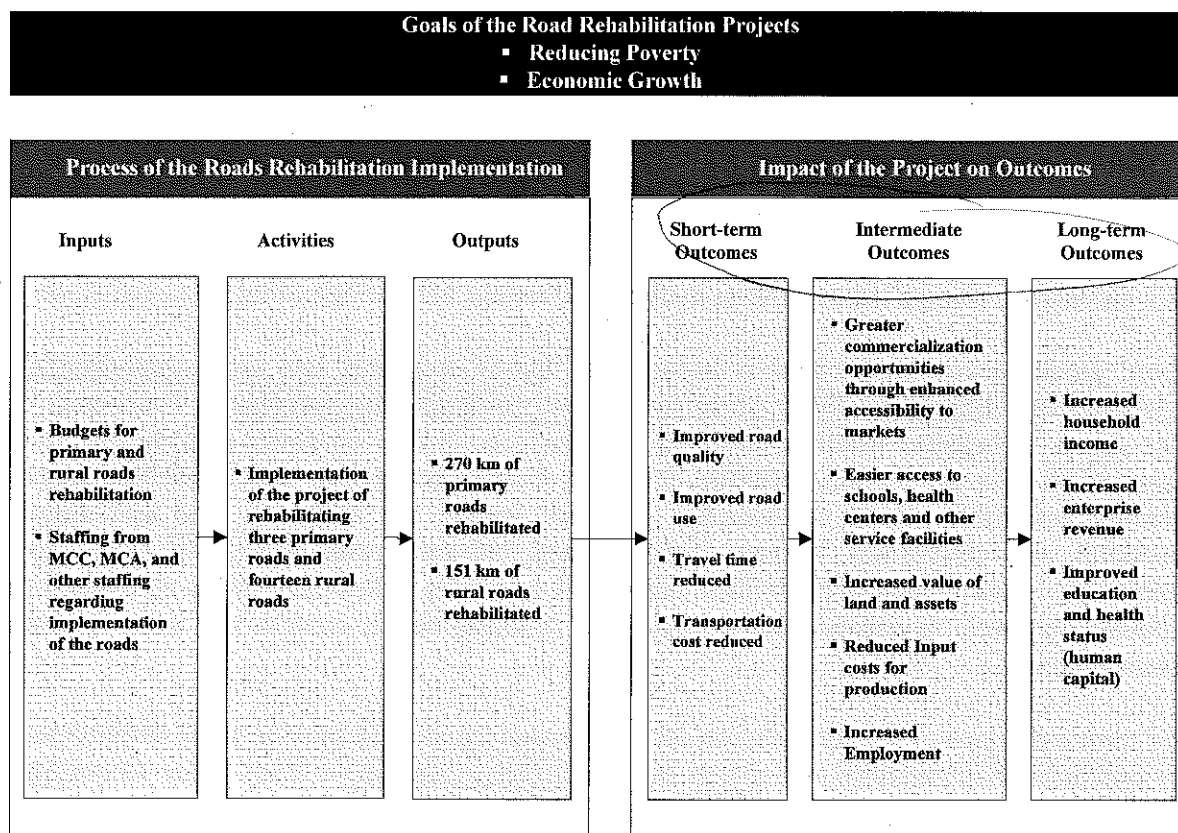 Goals of the Road Rehabilitation Projects
▪ Reducing Poverty
▪ Economic Growth
Process of the Roads Rehabilitation Implementation
Inputs
Activities
Outputs
▪ Budgets for
primary and
rural roads
rehabilitation
▪ Staffing from
MCC, MCA, and
other staffing
regarding
implementation
of the roads
▪ Implementation
of the project of
rehabilitating
three primary
roads and
fourteen rural
roads
▪ 270 km of
primary
roads
rehabilitated
▪ 151 km of
rural roads
rehabilitated
Impact of the Project on Outcomes
Short-term
Outcomes
Intermediate
Outcomes
Long-term
Outcomes
▪ Improved road
quality
▪ Improved road
use
▪ Travel time
reduced
▪ Transportation
cost reduced
▪ Greater
commercialization
opportunities
through enhanced
accessibility to
markets
▪ Easier access to
schools, health
centers and other
service facilities
▪ Increased value of
land and assets
▪ Reduced Input
costs for
production
▪ Increased
Employment
▪ Increased
household
income
▪ Increased
enterprise
revenue
▪ Improved
education
and health
status
(human
capital)